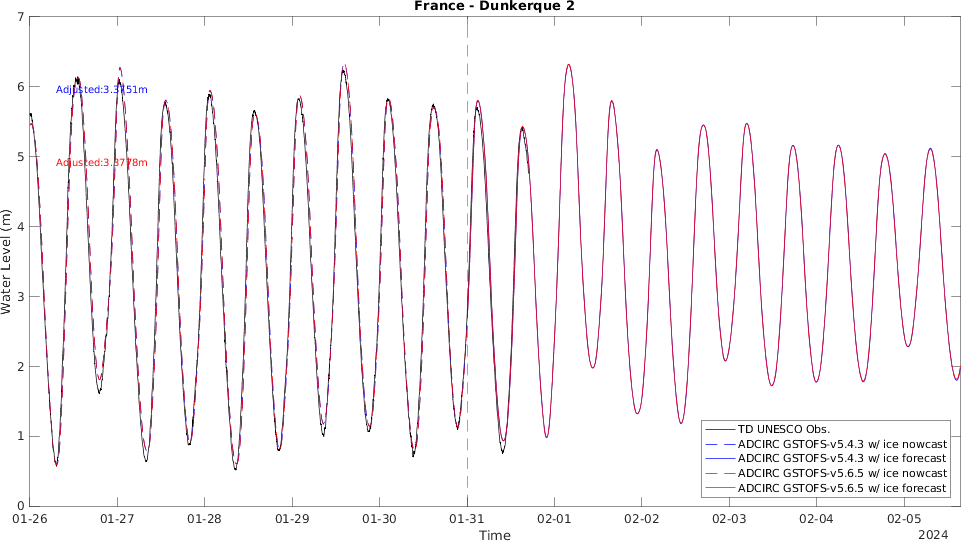 France - Dunkerque 2
7
6
5
4
3
2
1
0
Water Level (m)
Adjusted:3.3751m
Adjusted:3.3778m
TD UNESCO Obs.
ADCIRC GSTOFS-v5.4.3 w/ ice nowcast
ADCIRC GSTOFS-v5.4.3 w/ ice forecast
ADCIRC GSTOFS-v5.6.5 w/ ice nowcast
ADCIRC GSTOFS-v5.6.5 w/ ice forecast
01-26 01-27 01-28 01-29 01-30 01-31 02-01 02-02 02-03 02-04 02-05
Time
2024